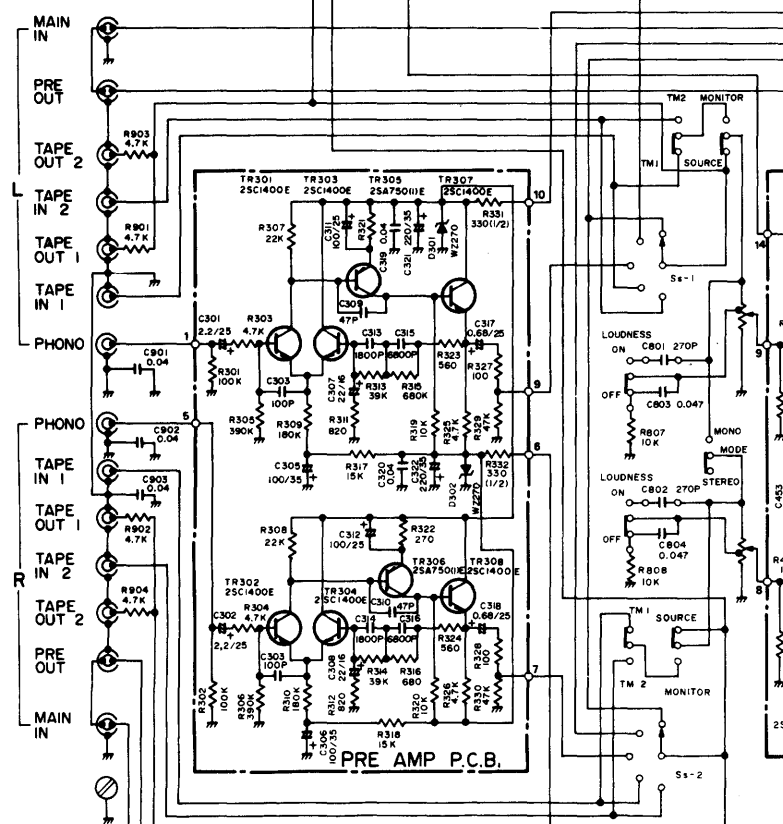 MAIN
IN
PRE
OUT
TAPE
OUT 2
R903
4.7K
L
TAPE
IN 2
TAPE
OUT 1
R901
4.7K
TAPE
IN 1
PHONO
C901
0.04
R
PHONO
C902
0.04
TAPE
IN 1
C903
0.04
TAPE
OUT 1
R902
4.7K
TAPE
IN 2
TAPE
OUT 2
R904
4.7K
PRE
OUT
MAIN
IN
TR301
2SC1400E
TR303
2SC1400E
TR305
2SA750(1)E
TR307
2SC1400E
R307
22K
C311
100/25
R321
C319
0.04
C321
220/35
D301
WZ270
R331
330(1/2)
10
C309
47P
1
C301
2.2/25
R303
4.7K
C313
1800P
C315
6800P
C317
0.68/25
R323
560
R327
100
R301
100K
C303
100P
C307
22/16
R313
39K
R315
680K
9
R305
390K
R309
180K
R311
820
R319
10K
R325
4.7K
R329
47K
5
6
C305
100/35
R317
15K
C320
0.04
C322
220/35
D302
WZ270
R332
330
(1/2)
R308
22K
C312
100/25
R322
270
TR306
2SA750(1)E
TR308
2SC1400E
TR302
2SC1400E
TR304
2SC1400E
C310
47P
C302
2.2/25
R304
4.7K
C314
1800P
C316
6800P
C318
0.68/25
R324
560
R328
100
C303
100P
C308
22/16
R314
39K
R316
680
7
R302
100K
R306
390K
R310
180K
R312
820
R320
10K
R326
4.7K
R330
47K
C306
100/35
R318
15K
PRE AMP P.C.B.
TM2
MONITOR
TM1
SOURCE
14
Ss-1
LOUDNESS
ON
C801 270P
9
OFF
C803 0.047
R807
10K
MONO
MODE
STEREO
LOUDNESS
ON
C802 270P
C453
OFF
C804
0.047
R808
10K
8
TM1
SOURCE
TM 2
MONITOR
Ss-2